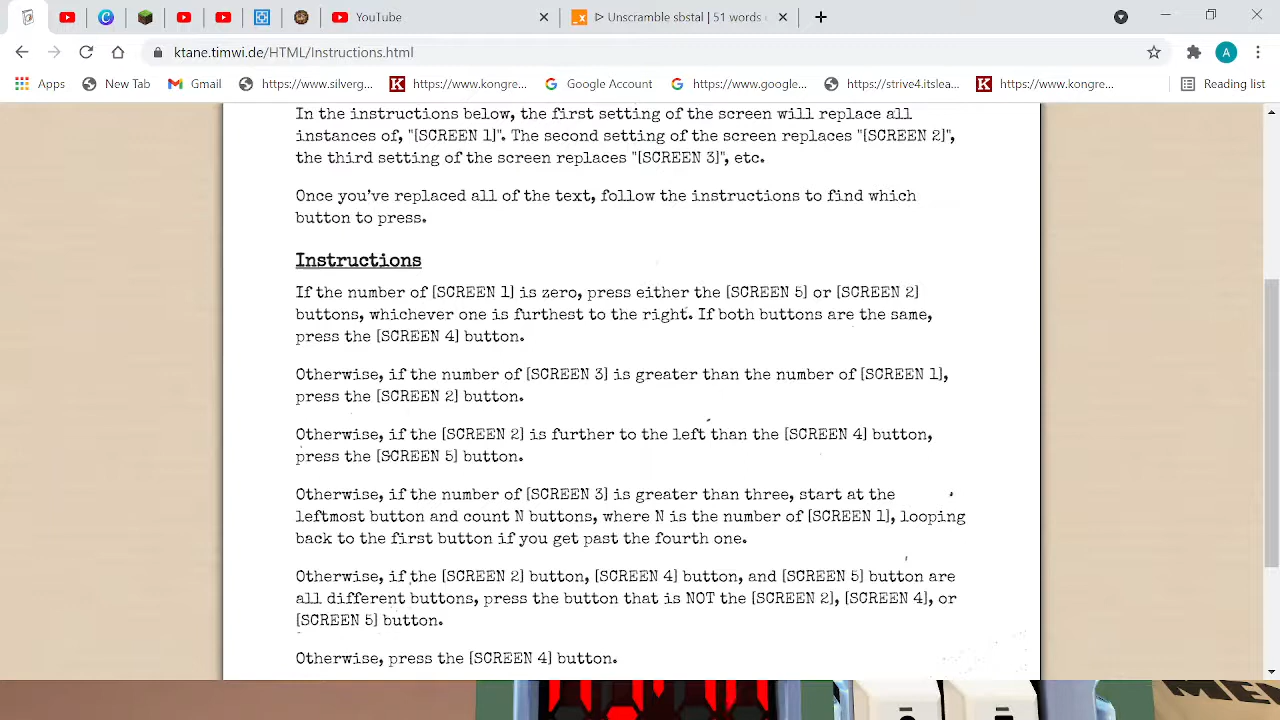 YouTube
Unscramble sbstal | 51 words
ktane.timwi.de/HTML/Instructions.html
Apps
New Tab
Gmail
https://www.silverg...
https://www.kongre...
Google Account
https://www.google...
https://strive4.itslea...
https://www.kongre...
Reading list
In the instructions below, the first setting of the screen will replace all
instances of, "[SCREEN 1]". The second setting of the screen replaces "[SCREEN 2]",
the third setting of the screen replaces "[SCREEN 3]", etc.
Once you've replaced all of the text, follow the instructions to find which
button to press.
Instructions
If the number of [SCREEN 1] is zero, press either the [SCREEN 5] or [SCREEN 2]
buttons, whichever one is furthest to the right. If both buttons are the same,
press the [SCREEN 4] button.
Otherwise, if the number of [SCREEN 3] is greater than the number of [SCREEN 1],
press the [SCREEN 2] button.
Otherwise, if the [SCREEN 2] is further to the left than the [SCREEN 4] button,
press the [SCREEN 5] button.
Otherwise, if the number of [SCREEN 3] is greater than three, start at the
leftmost button and count N buttons, where N is the number of [SCREEN 1], looping
back to the first button if you get past the fourth one.
Otherwise, if the [SCREEN 2] button, [SCREEN 4] button, and [SCREEN 5] button are
all different buttons, press the button that is NOT the [SCREEN 2], [SCREEN 4], or
[SCREEN 5] button.
Otherwise, press the [SCREEN 4] button.